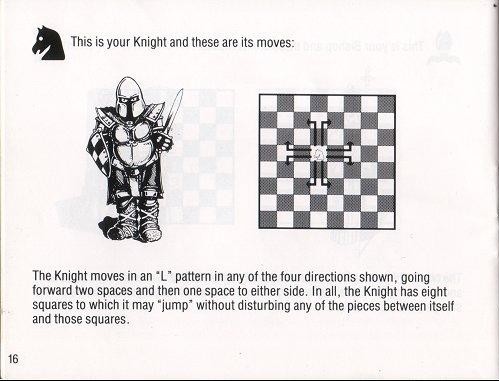 This is your Knight and these are its moves:
The Knight moves in an "L" pattern in any of the four directions shown, going
forward two spaces and then one space to either side. In all, the Knight has eight
squares to which it may "jump" without disturbing any of the pieces between itself
and those squares.
16